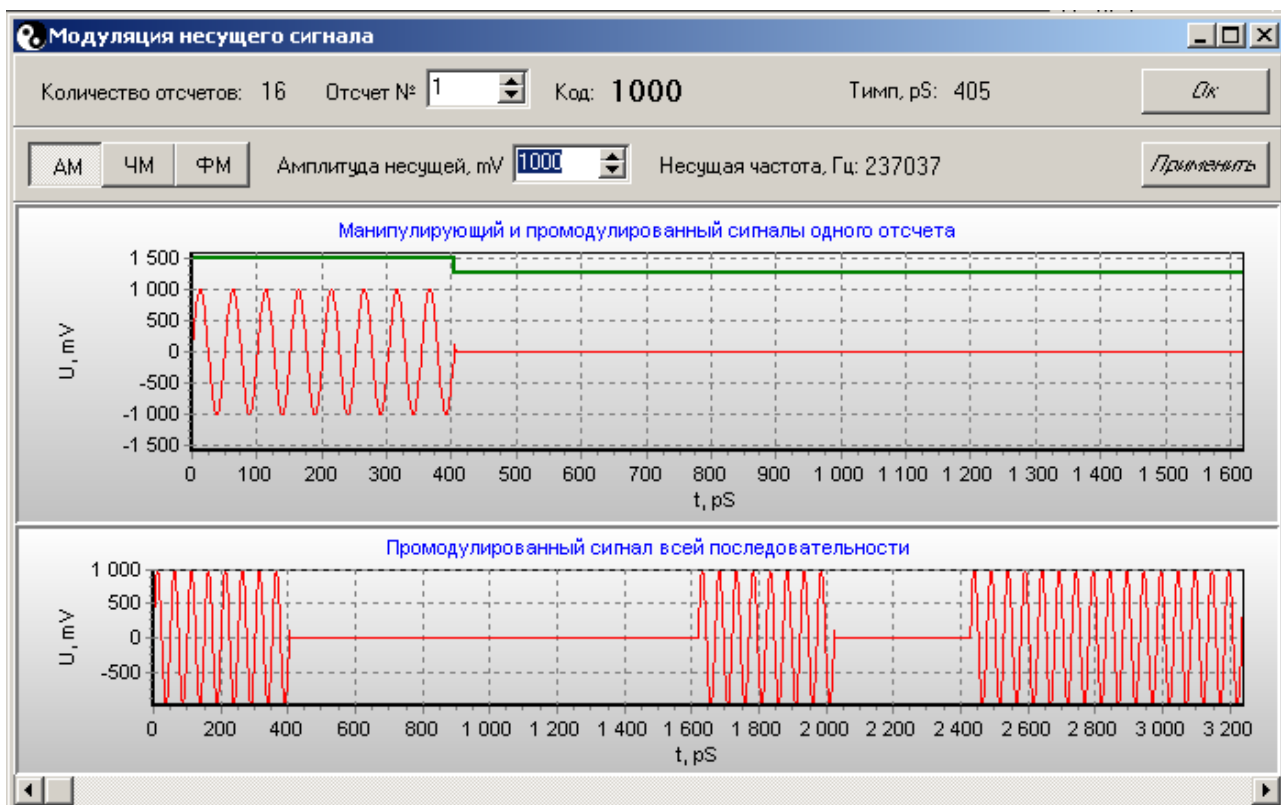 Модуляция несущего сигнала
Количество отсчетов: 16 Отсчет № 1 Код: 1000 Тимп, pS: 405 Ок
АМ ЧМ ФМ Амплитуда несущей, mV 1000 Несущая частота, Гц: 237037 Применить
Манипулирующий и промодулированный сигналы одного отсчета
1 500
1 000
500
0
-500
-1 000
-1 500
U, mV
0 100 200 300 400 500 600 700 800 900 1 000 1 100 1 200 1 300 1 400 1 500 1 600
t, pS
Промодулированный сигнал всей последовательности
1 000
500
0
-500
U, mV
0 200 400 600 800 1 000 1 200 1 400 1 600 1 800 2 000 2 200 2 400 2 600 2 800 3 000 3 200
t, pS